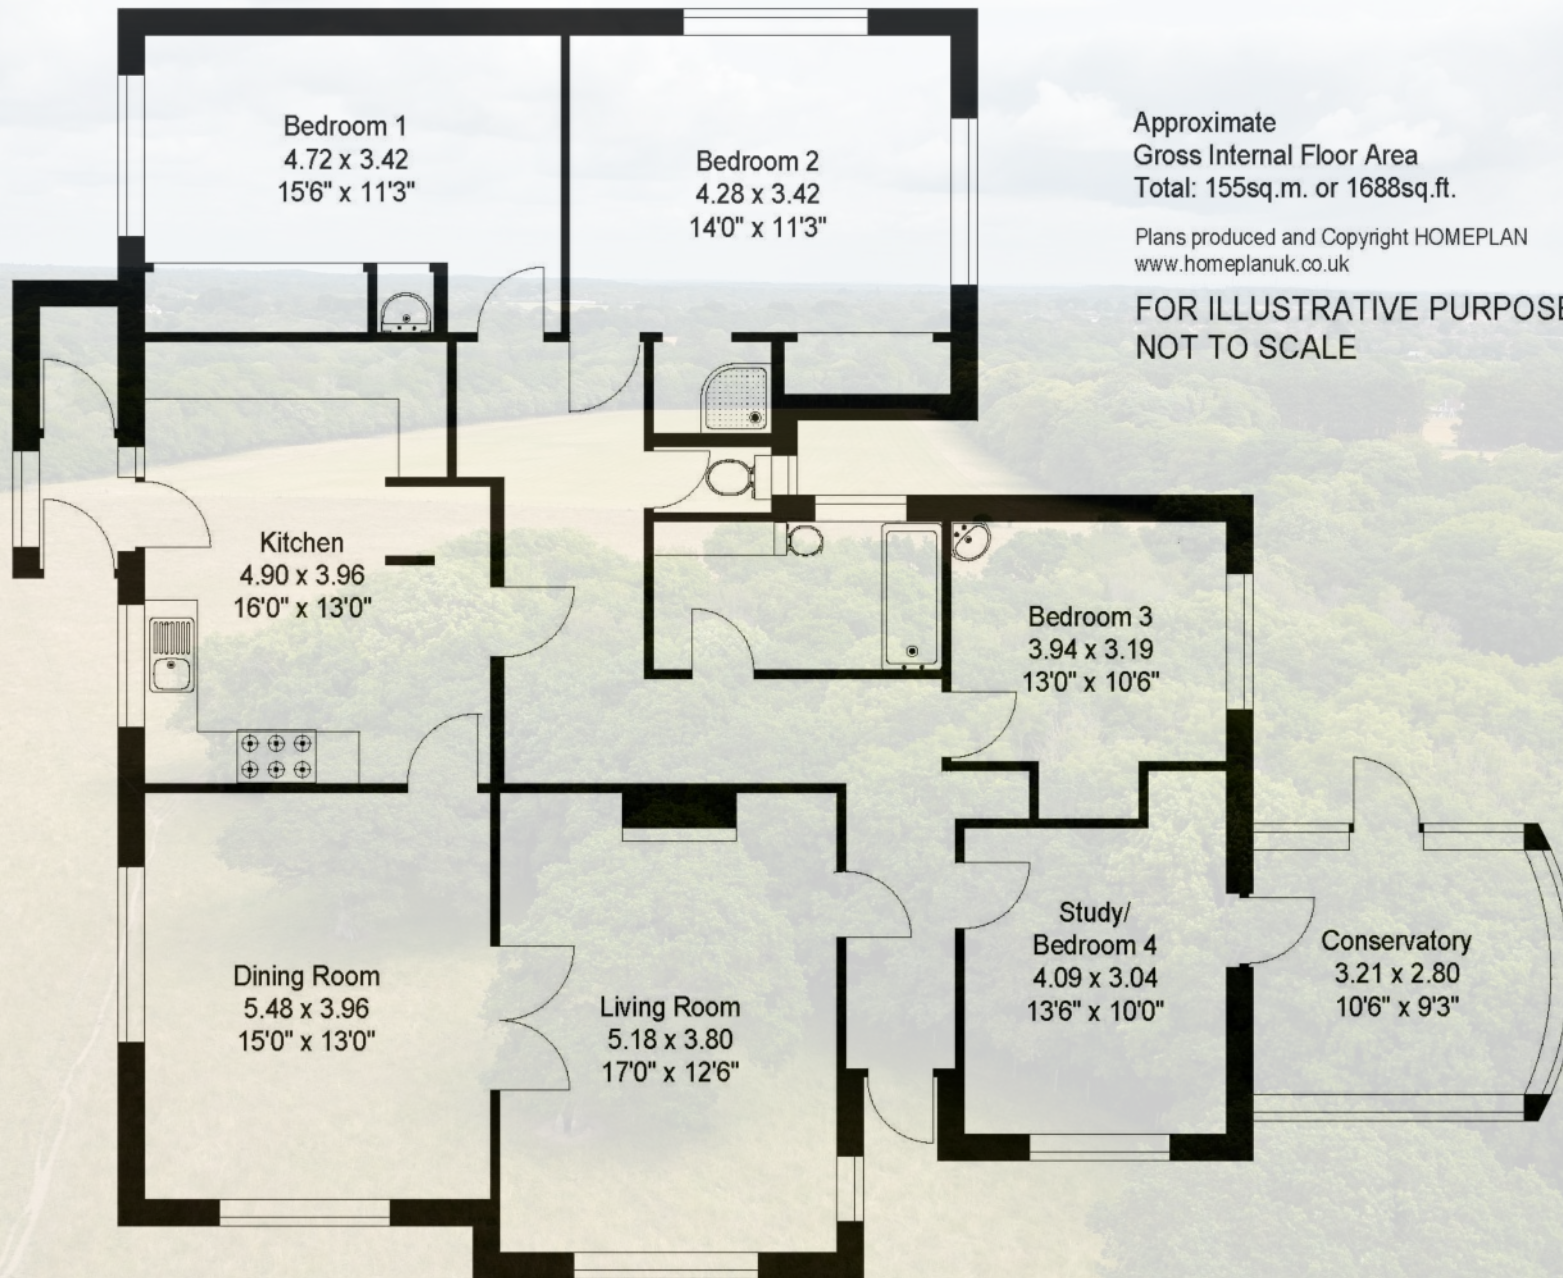 Bedroom 1
4.72 x 3.42
15'6" x 11'3"
Bedroom 2
4.28 x 3.42
14'0" x 11'3"
Approximate
Gross Internal Floor Area
Total: 155sq.m. or 1688sq.ft.
Plans produced and Copyright HOMEPLAN
www.homeplanuk.co.uk
FOR ILLUSTRATIVE PURPOSE
NOT TO SCALE
Kitchen
4.90 x 3.96
16'0" x 13'0"
Bedroom 3
3.94 x 3.19
13'0" x 10'6"
Dining Room
5.48 x 3.96
15'0" x 13'0"
Living Room
5.18 x 3.80
17'0" x 12'6"
Study/
Bedroom 4
4.09 x 3.04
13'6" x 10'0"
Conservatory
3.21 x 2.80
10'6" x 9'3"